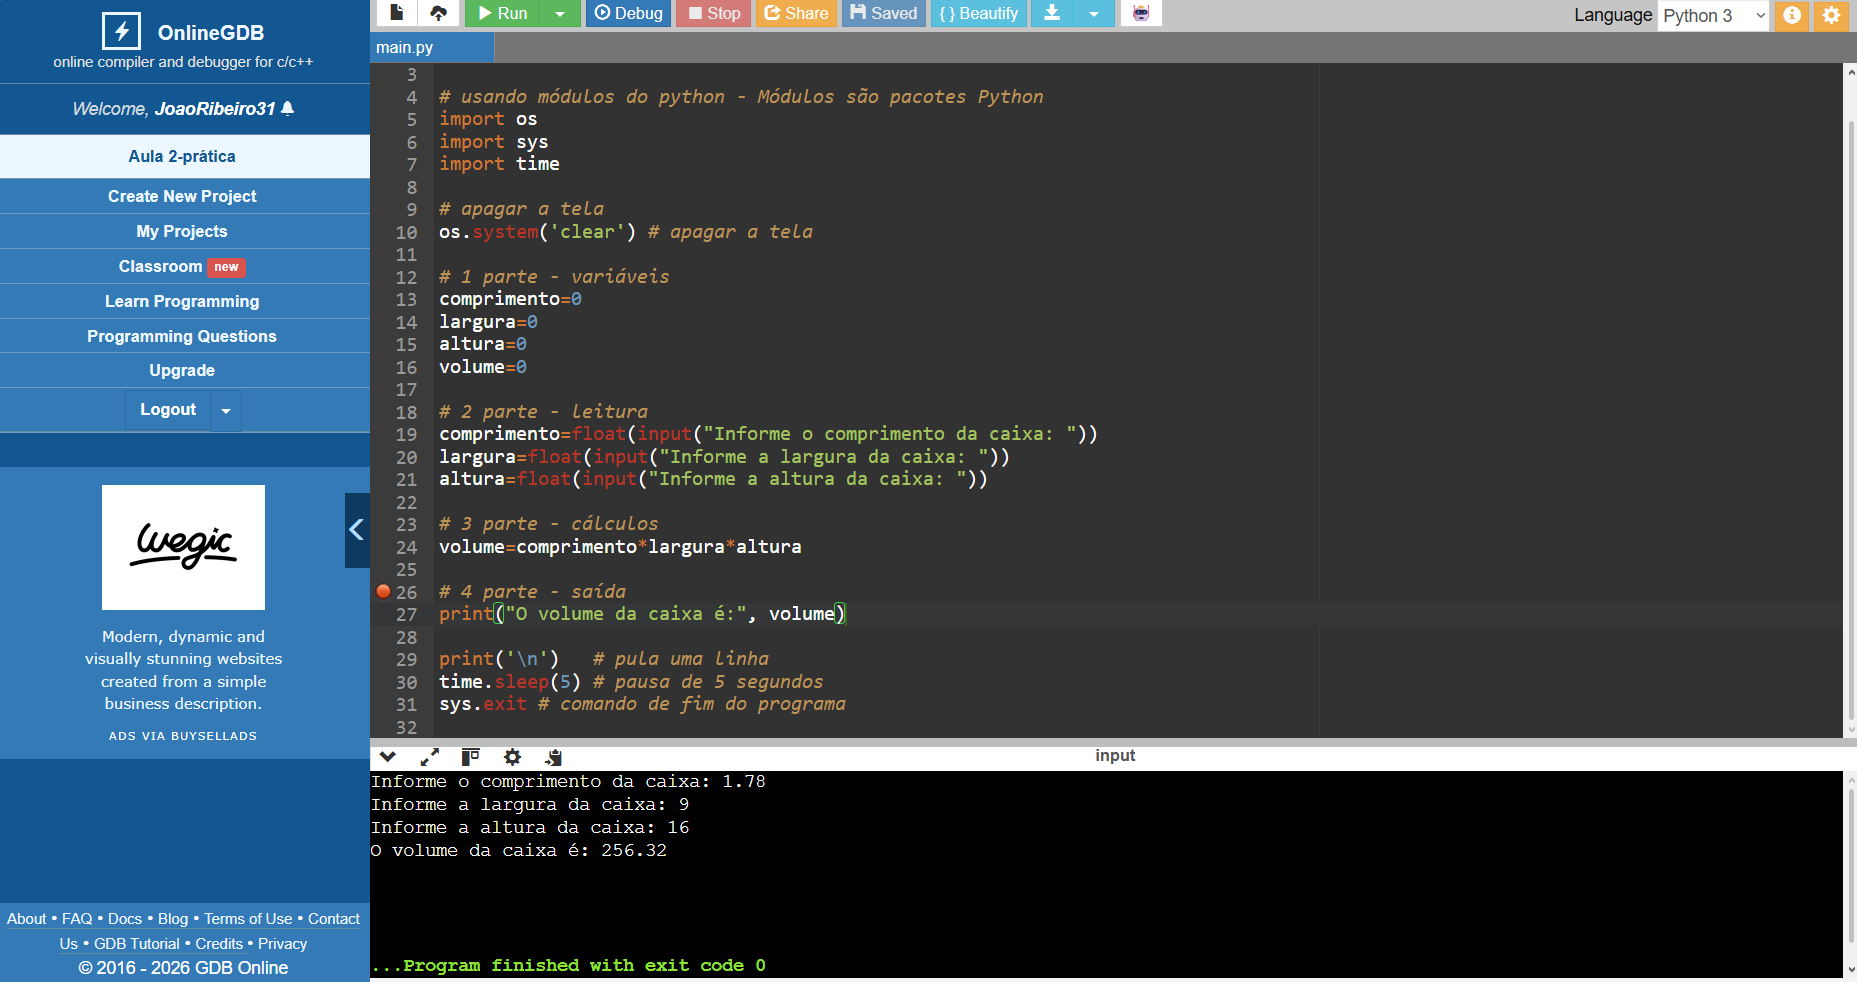 OnlineGDB
online compiler and debugger for c/c++
Welcome, JoaoRibeiro31
Aula 2-prática
Create New Project
My Projects
Classroom new
Learn Programming
Programming Questions
Upgrade
Logout
wegic
Modern, dynamic and
visually stunning websites
created from a simple
business description.
ADS VIA BUYSELLADS
About • FAQ • Docs • Blog • Terms of Use • Contact
Us • GDB Tutorial • Credits • Privacy
© 2016 - 2026 GDB Online
Run Debug Stop Share Saved { } Beautify Language Python 3
main.py
3
4 # usando módulos do python - Módulos são pacotes Python
5 import os
6 import sys
7 import time
8
9 # apagar a tela
10 os.system('clear') # apagar a tela
11
12 # 1 parte - variáveis
13 comprimento=0
14 largura=0
15 altura=0
16 volume=0
17
18 # 2 parte - leitura
19 comprimento=float(input("Informe o comprimento da caixa: "))
20 largura=float(input("Informe a largura da caixa: "))
21 altura=float(input("Informe a altura da caixa: "))
22
23 # 3 parte - cálculos
24 volume=comprimento*largura*altura
25
26 # 4 parte - saída
27 print("O volume da caixa é:", volume)
28
29 print('\n')   # pula uma linha
30 time.sleep(5) # pausa de 5 segundos
31 sys.exit # comando de fim do programa
32
input
Informe o comprimento da caixa: 1.78
Informe a largura da caixa: 9
Informe a altura da caixa: 16
O volume da caixa é: 256.32
...Program finished with exit code 0